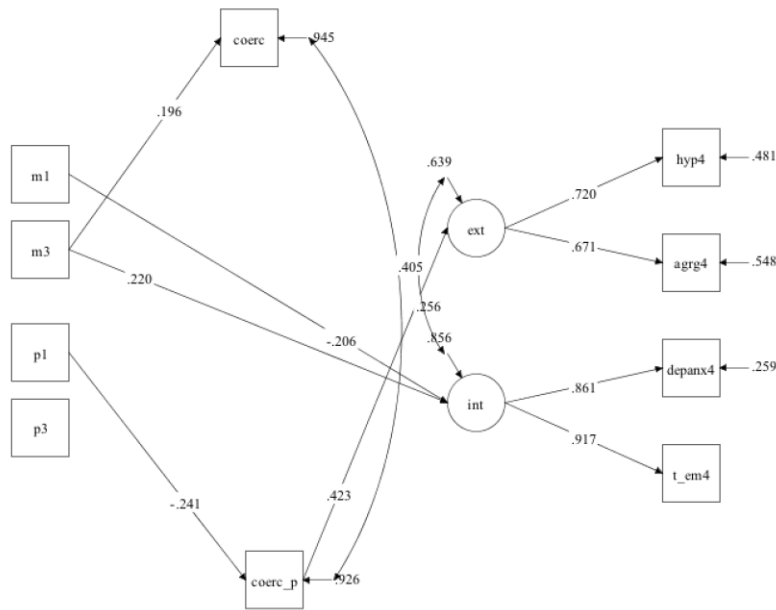 coerc
.945
.196
.639
hyp4
.481
m1
.720
ext
m3
.671
agrg4
.548
.405
.220
.256
-.206
.856
p1
depanx4
.259
.861
int
p3
.917
t_em4
.423
-.241
coerc_p
.926